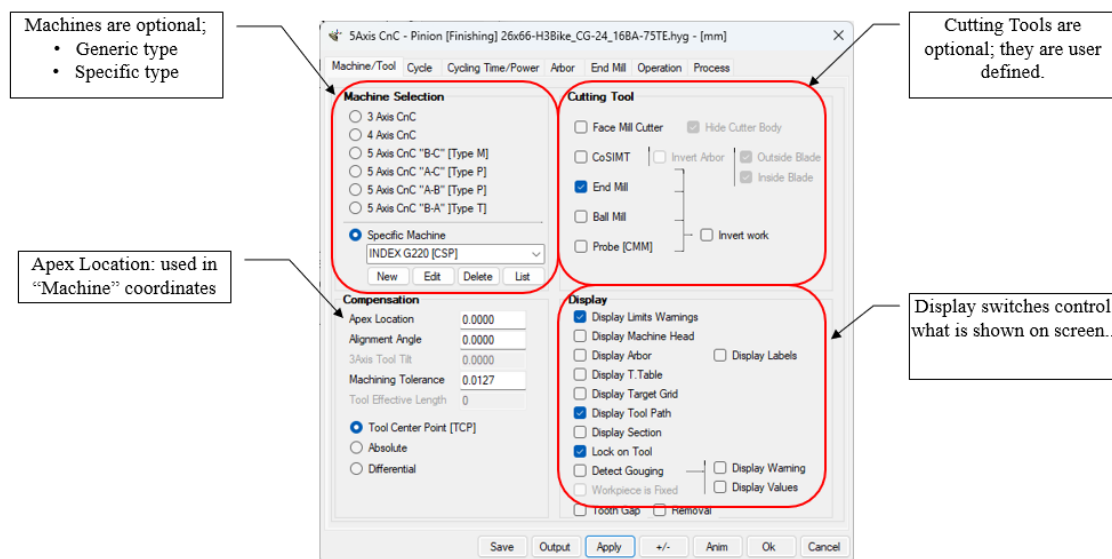 Machines are optional;
• Generic type
• Specific type
Cutting Tools are
optional; they are user
defined.
Apex Location: used in
“Machine” coordinates
Display switches control
what is shown on screen..
5Axis CnC - Pinion [Finishing] 26x66-H3Bike_CG-24_16BA-75TE.hyg - [mm]
Machine/Tool Cycle Cycling Time/Power Arbor End Mill Operation Process
Machine Selection
3 Axis CnC
4 Axis CnC
5 Axis CnC "B-C" [Type M]
5 Axis CnC "A-C" [Type P]
5 Axis CnC "A-B" [Type P]
5 Axis CnC "B-A" ]Type T]
Specific Machine
INDEX G220 [CSP]
New Edit Delete List
Cutting Tool
Face Mill Cutter Hide Cutter Body
CoSIMT Invert Arbor Outside Blade
Inside Blade
End Mill
Ball Mill
Invert work
Probe [CMM]
Compensation
Apex Location 0.0000
Alignment Angle 0.0000
3Axis Tool Tilt 0.0000
Machining Tolerance 0.0127
Tool Effective Length 0
Tool Center Point [TCP]
Absolute
Differential
Display
Display Limits Warnings
Display Machine Head
Display Arbor Display Labels
Display T.Table
Display Target Grid
Display Tool Path
Display Section
Lock on Tool
Detect Gouging Display Warning
Workpiece is Fixed Display Values
Tooth Gap Removal
Save Output Apply +/- Anim Ok Cancel